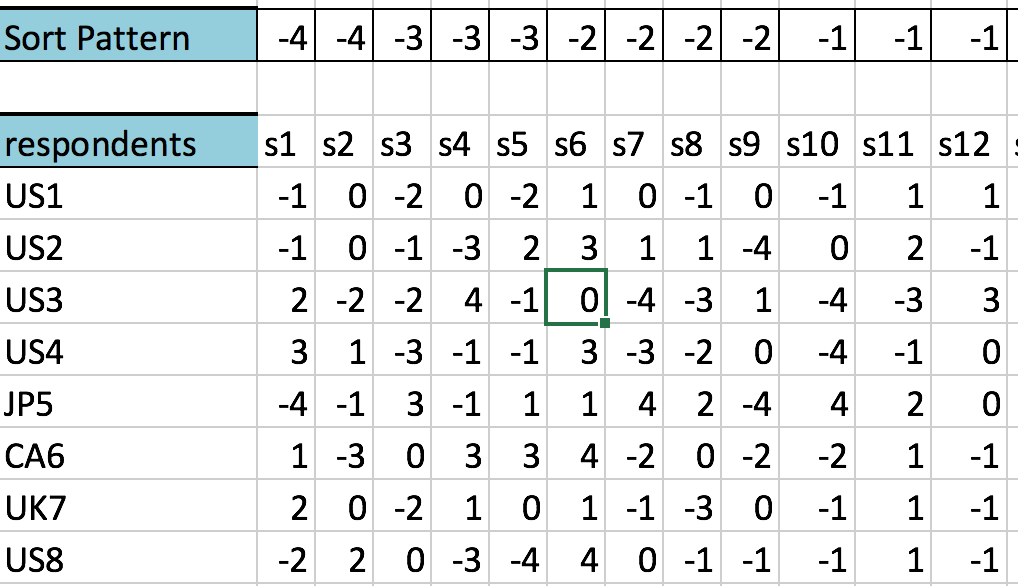 Sort Pattern -4 -4 -3 -3 -3 -2 -2 -2 -2 -1 -1 -1
respondents s1 s2 s3 s4 s5 s6 s7 s8 s9 s10 s11 s12
US1 -1 0 -2 0 -2 1 0 -1 0 -1 1 1
US2 -1 0 -1 -3 2 3 1 1 -4 0 2 -1
US3 2 -2 -2 4 -1 0 -4 -3 1 -4 -3 3
US4 3 1 -3 -1 -1 3 -3 -2 0 -4 -1 0
JP5 -4 -1 3 -1 1 1 4 2 -4 4 2 0
CA6 1 -3 0 3 3 4 -2 0 -2 -2 1 -1
UK7 2 0 -2 1 0 1 -1 -3 0 -1 1 -1
US8 -2 2 0 -3 -4 4 0 -1 -1 -1 1 -1